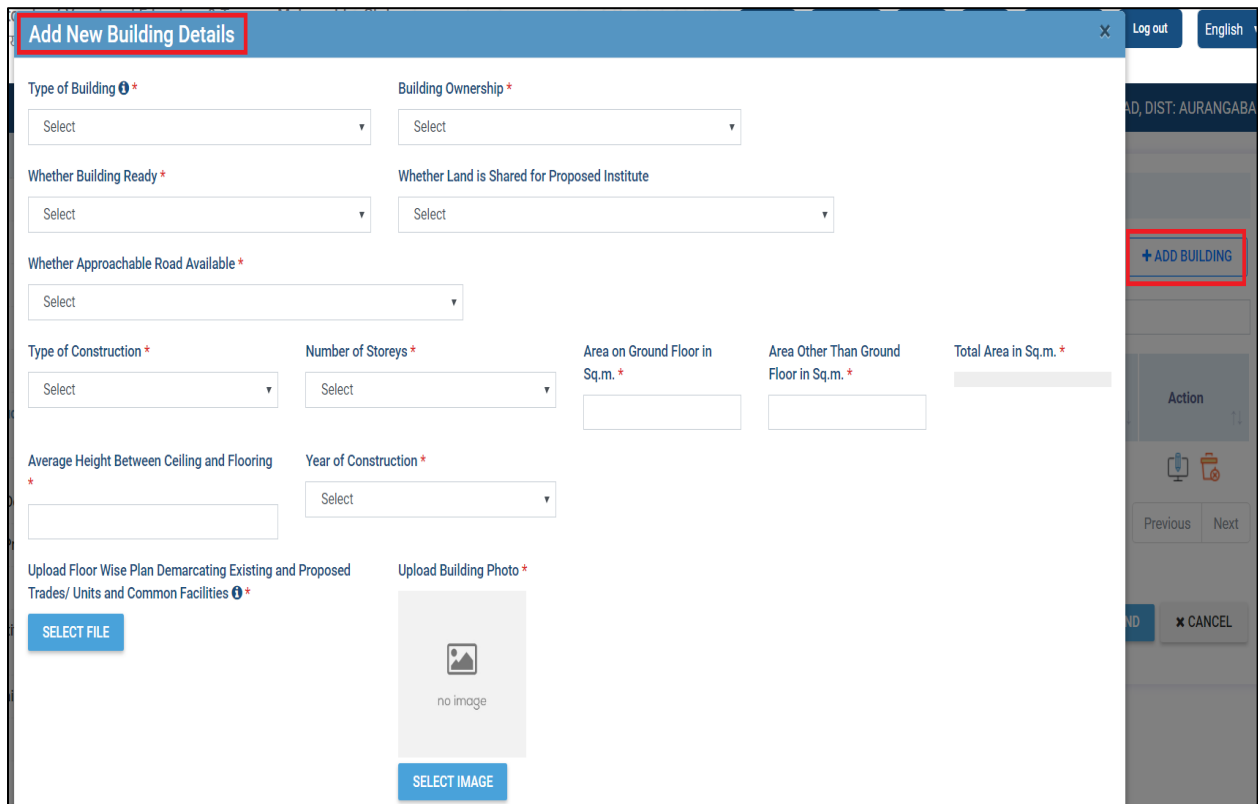 Add New Building Details
x
Log out
English
AD, DIST: AURANGABA
Type of Building *
Building Ownership *
Select
Select
Whether Building Ready *
Whether Land is Shared for Proposed Institute
Select
Select
+ ADD BUILDING
Whether Approachable Road Available *
Select
Type of Construction *
Number of Storeys *
Area on Ground Floor in
Sq.m. *
Area Other Than Ground
Floor in Sq.m. *
Total Area in Sq.m. *
Select
Select
Action
Average Height Between Ceiling and Flooring
*
Year of Construction *
Select
Previous
Next
Upload Floor Wise Plan Demarcating Existing and Proposed
Trades/ Units and Common Facilities *
Upload Building Photo *
SELECT FILE
ND
× CANCEL
no image
SELECT IMAGE